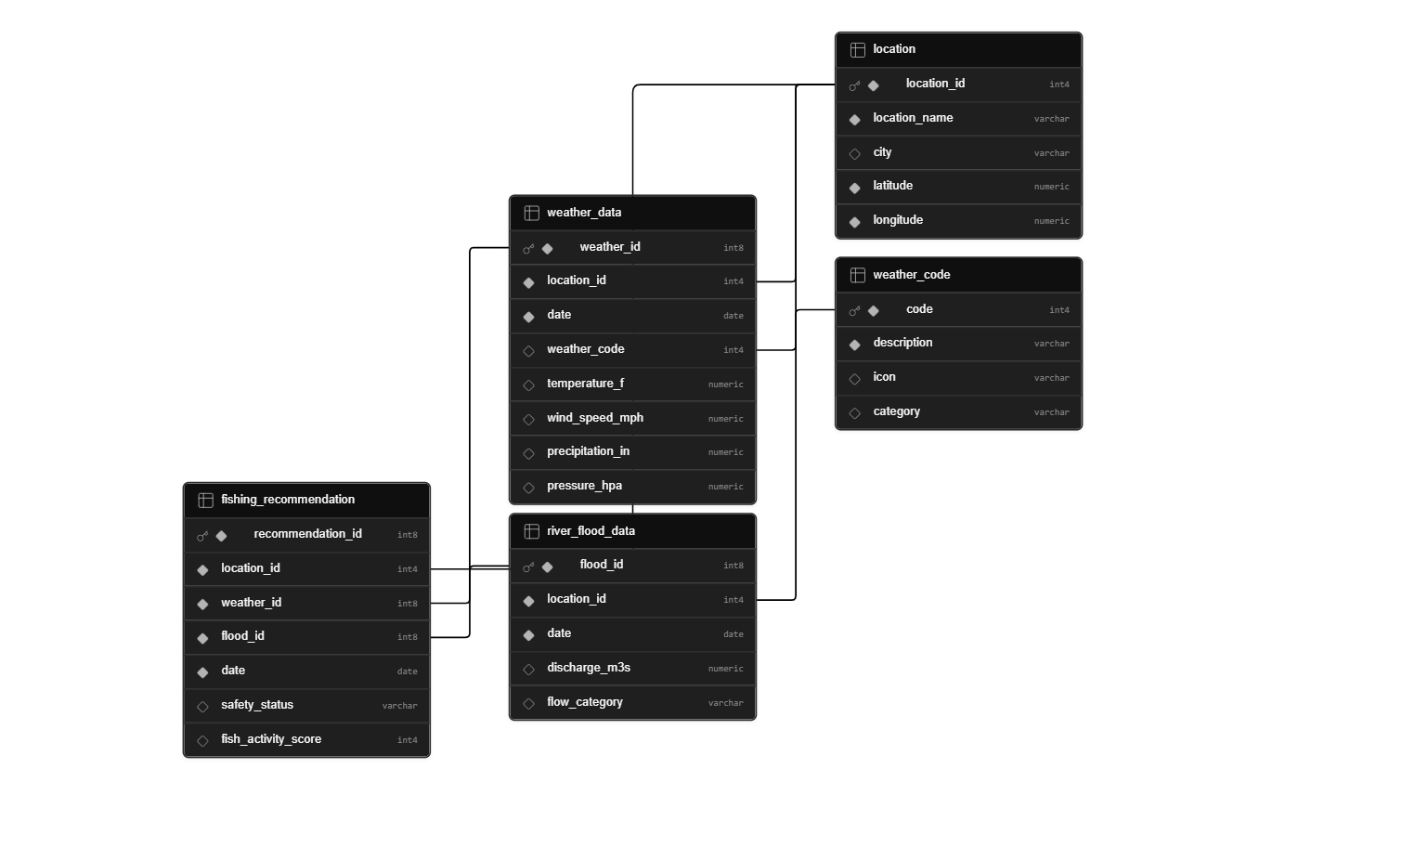 location
location_id int4
location_name varchar
city varchar
latitude numeric
longitude numeric
weather_data
weather_id int8
location_id int4
date date
weather_code int4
temperature_f numeric
wind_speed_mph numeric
precipitation_in numeric
pressure_hpa numeric
weather_code
code int4
description varchar
icon varchar
category varchar
fishing_recommendation
recommendation_id int8
location_id int4
weather_id int8
flood_id int8
date date
safety_status varchar
fish_activity_score int4
river_flood_data
flood_id int8
location_id int4
date date
discharge_m3s numeric
flow_category varchar